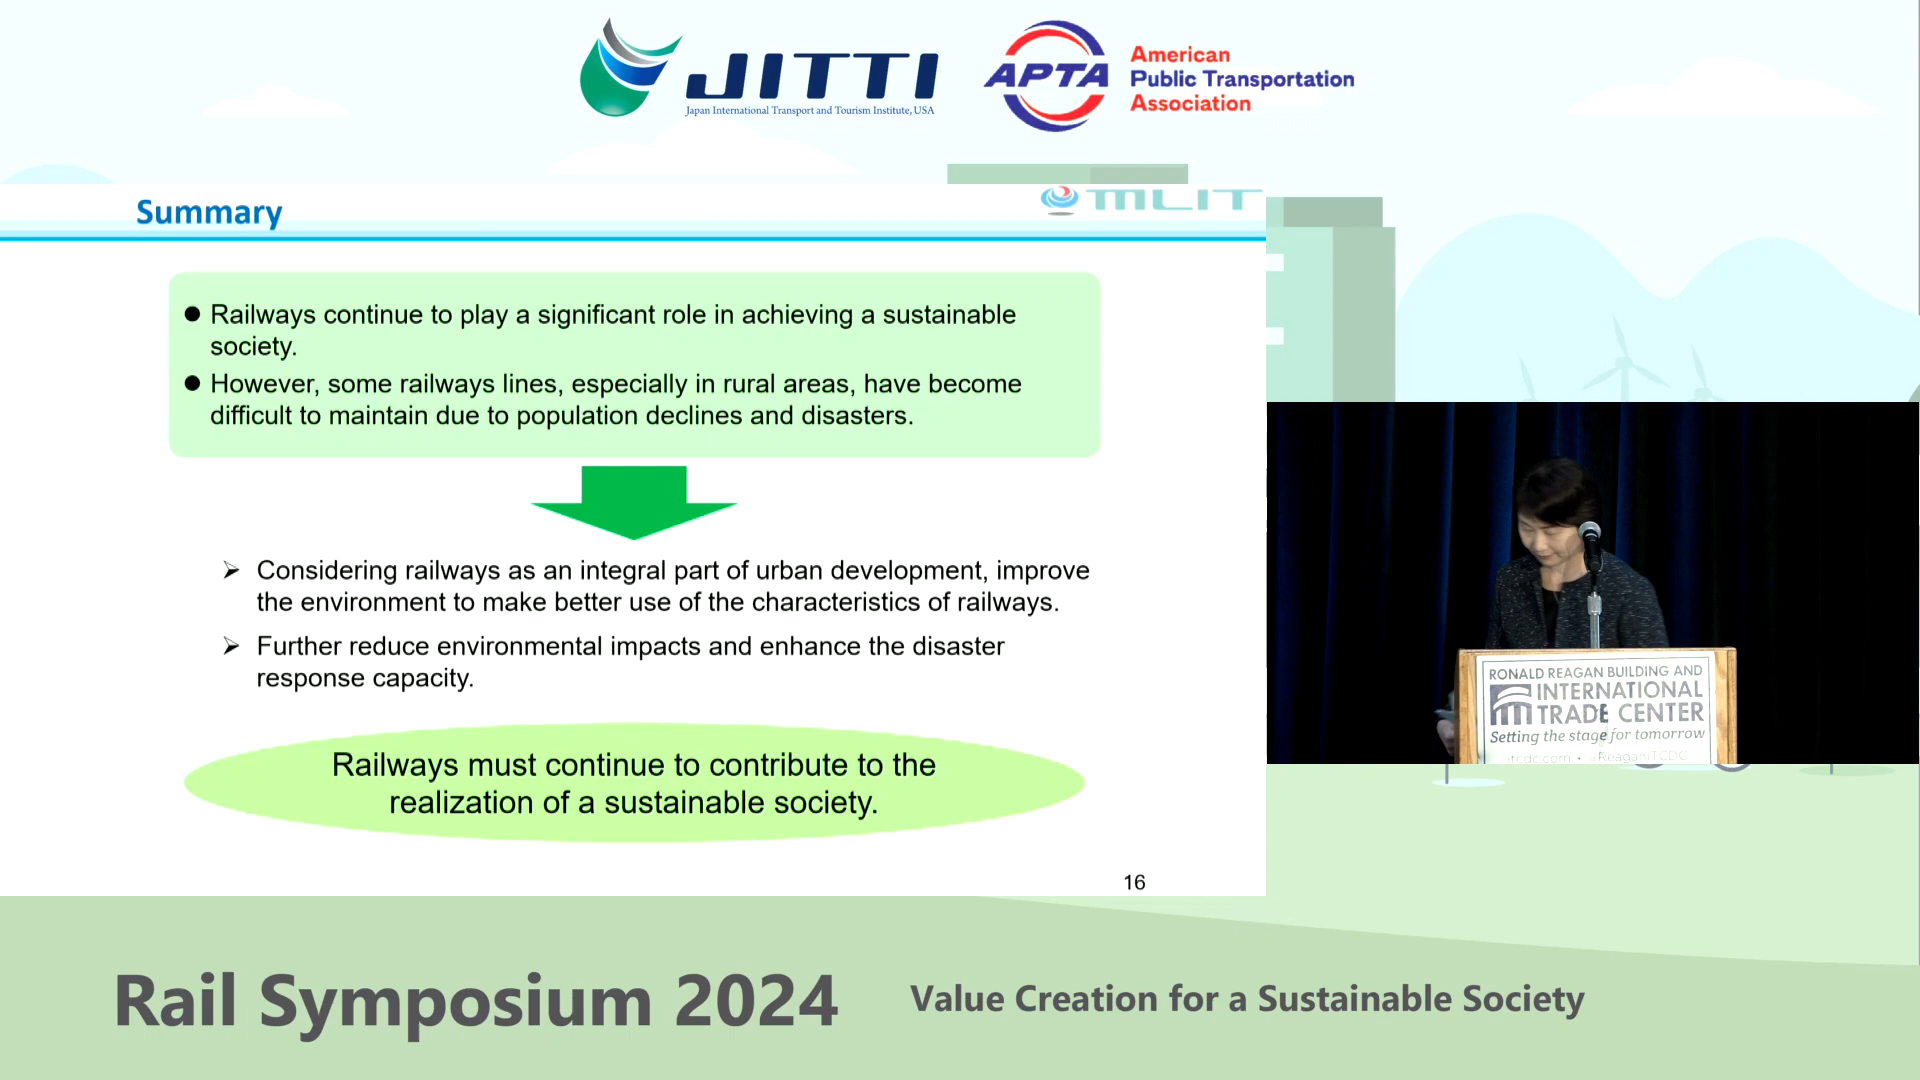 JITTI
Japan International Transport and Tourism Institute, USA
APTA
American
Public Transportation
Association
Summary
MLIT
● Railways continue to play a significant role in achieving a sustainable
society.
● However, some railways lines, especially in rural areas, have become
difficult to maintain due to population declines and disasters.
➢ Considering railways as an integral part of urban development, improve
the environment to make better use of the characteristics of railways.
➢ Further reduce environmental impacts and enhance the disaster
response capacity.
Railways must continue to contribute to the
realization of a sustainable society.
16
RONALD REAGAN BUILDING AND
INTERNATIONAL
TRADE CENTER
Setting the stage for tomorrow
itcdc.com • @ReaganITCDC
Rail Symposium 2024
Value Creation for a Sustainable Society